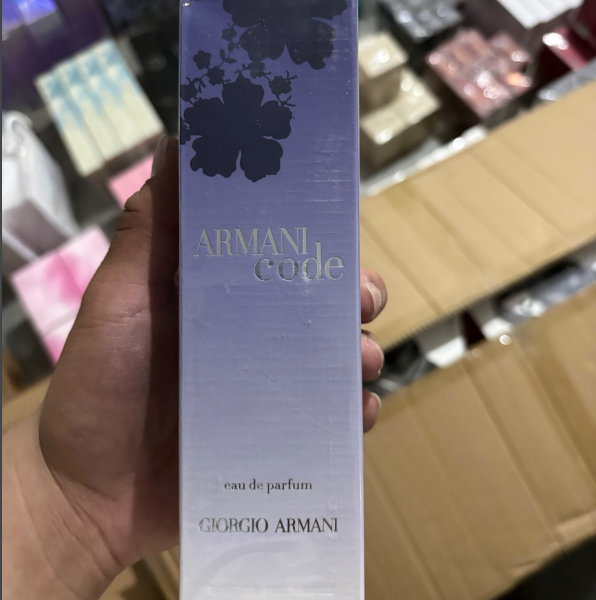 ARMANI
code
eau de parfum
GIORGIO ARMANI